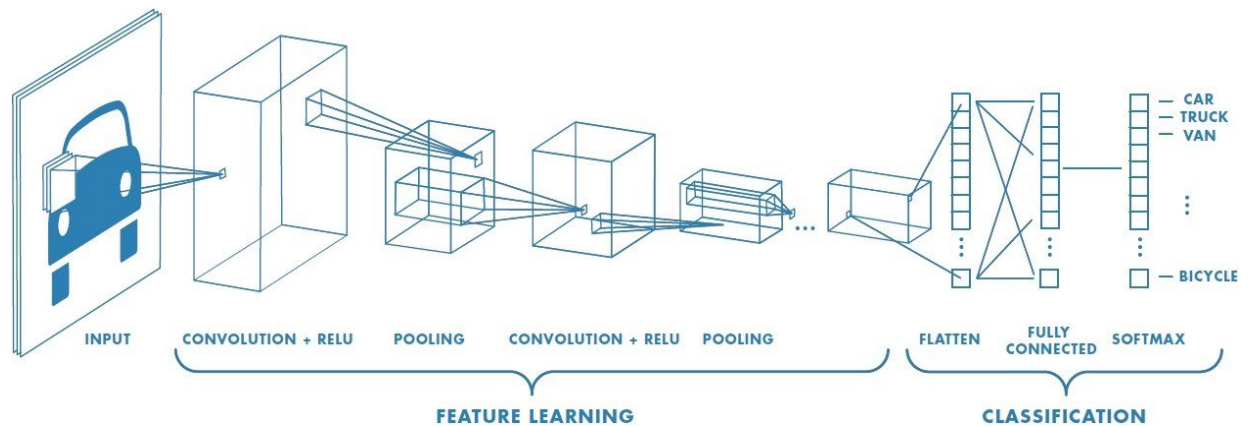 CAR
TRUCK
VAN
BICYCLE
INPUT
CONVOLUTION + RELU
POOLING
CONVOLUTION + RELU
POOLING
FLATTEN
FULLY
CONNECTED
SOFTMAX
FEATURE LEARNING
CLASSIFICATION